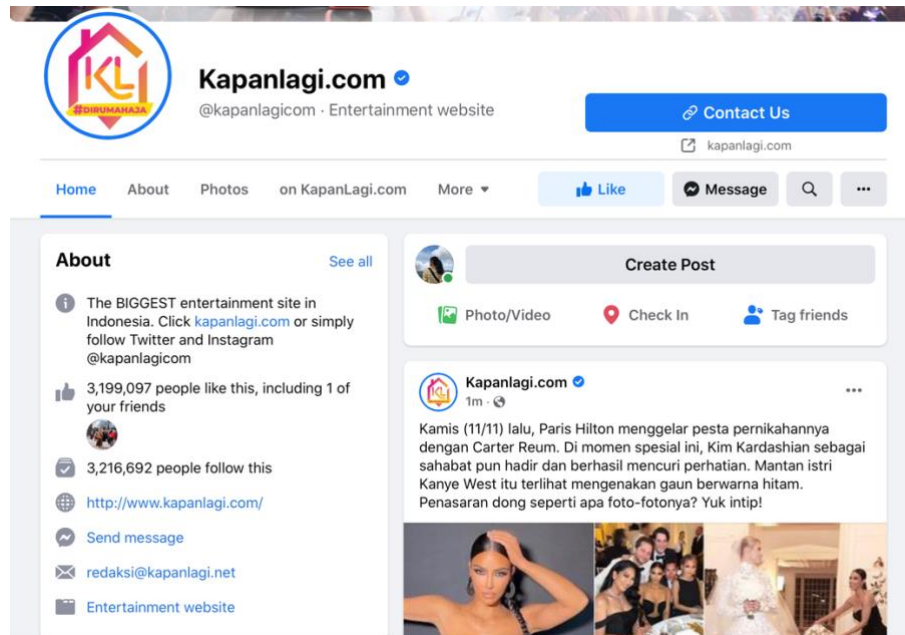 KL
#DIRUMAHAJA
Kapanlagi.com
@kapanlagicom · Entertainment website
Contact Us
kapanlagi.com
Home About Photos on KapanLagi.com More
Like Message
About See all
The BIGGEST entertainment site in
Indonesia. Click kapanlagi.com or simply
follow Twitter and Instagram
@kapanlagicom
3,199,097 people like this, including 1 of
your friends
3,216,692 people follow this
http://www.kapanlagi.com/
Send message
redaksi@kapanlagi.net
Entertainment website
Create Post
Photo/Video Check In Tag friends
KL
Kapanlagi.com
1m ·
Kamis (11/11) lalu, Paris Hilton menggelar pesta pernikahannya
dengan Carter Reum. Di momen spesial ini, Kim Kardashian sebagai
sahabat pun hadir dan berhasil mencuri perhatian. Mantan istri
Kanye West itu terlihat mengenakan gaun berwarna hitam.
Penasaran dong seperti apa foto-fotonya? Yuk intip!